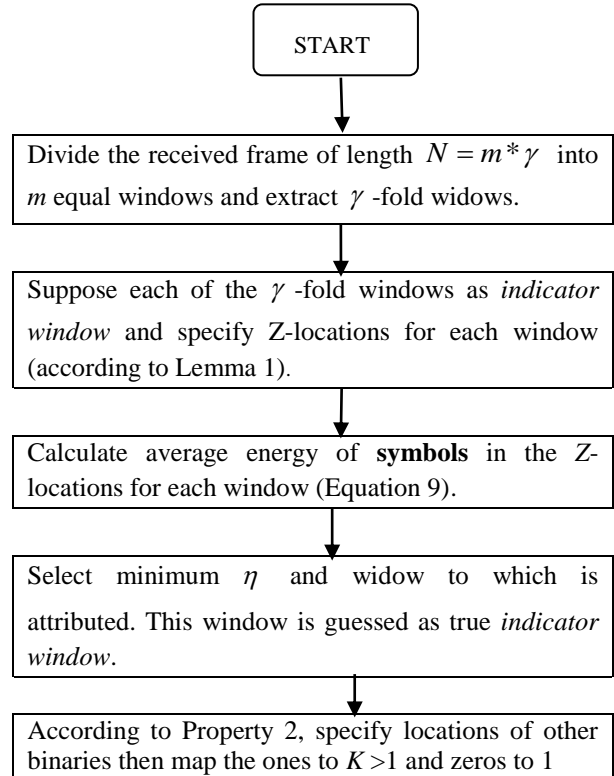 START
Divide the received frame of length N = m * γ into
m equal windows and extract γ -fold widows.
Suppose each of the γ -fold windows as indicator
window and specify Z-locations for each window
(according to Lemma 1).
Calculate average energy of symbols in the Z-
locations for each window (Equation 9).
Select minimum η and widow to which is
attributed. This window is guessed as true indicator
window.
According to Property 2, specify locations of other
binaries then map the ones to K >1 and zeros to 1